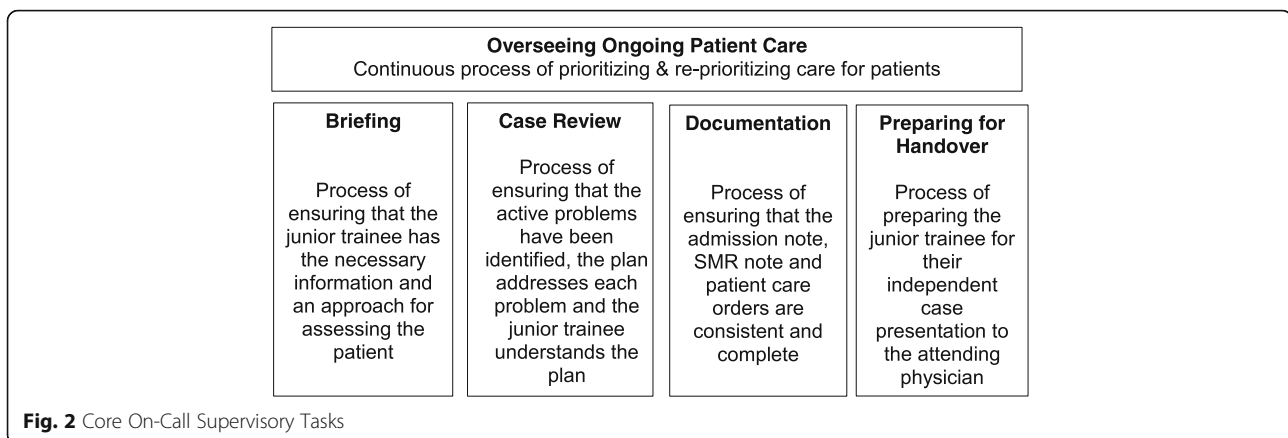 Overseeing Ongoing Patient Care
Continuous process of prioritizing & re-prioritizing care for patients
Briefing
Process of
ensuring that the
junior trainee has
the necessary
information and
an approach for
assessing the
patient
Case Review
Process of
ensuring that the
active problems
have been
identified, the plan
addresses each
problem and the
junior trainee
understands the
plan
Documentation
Process of
ensuring that the
admission note,
SMR note and
patient care
orders are
consistent and
complete
Preparing for
Handover
Process of
preparing the
junior trainee for
their
independent
case
presentation to
the attending
physician
Fig. 2 Core On-Call Supervisory Tasks